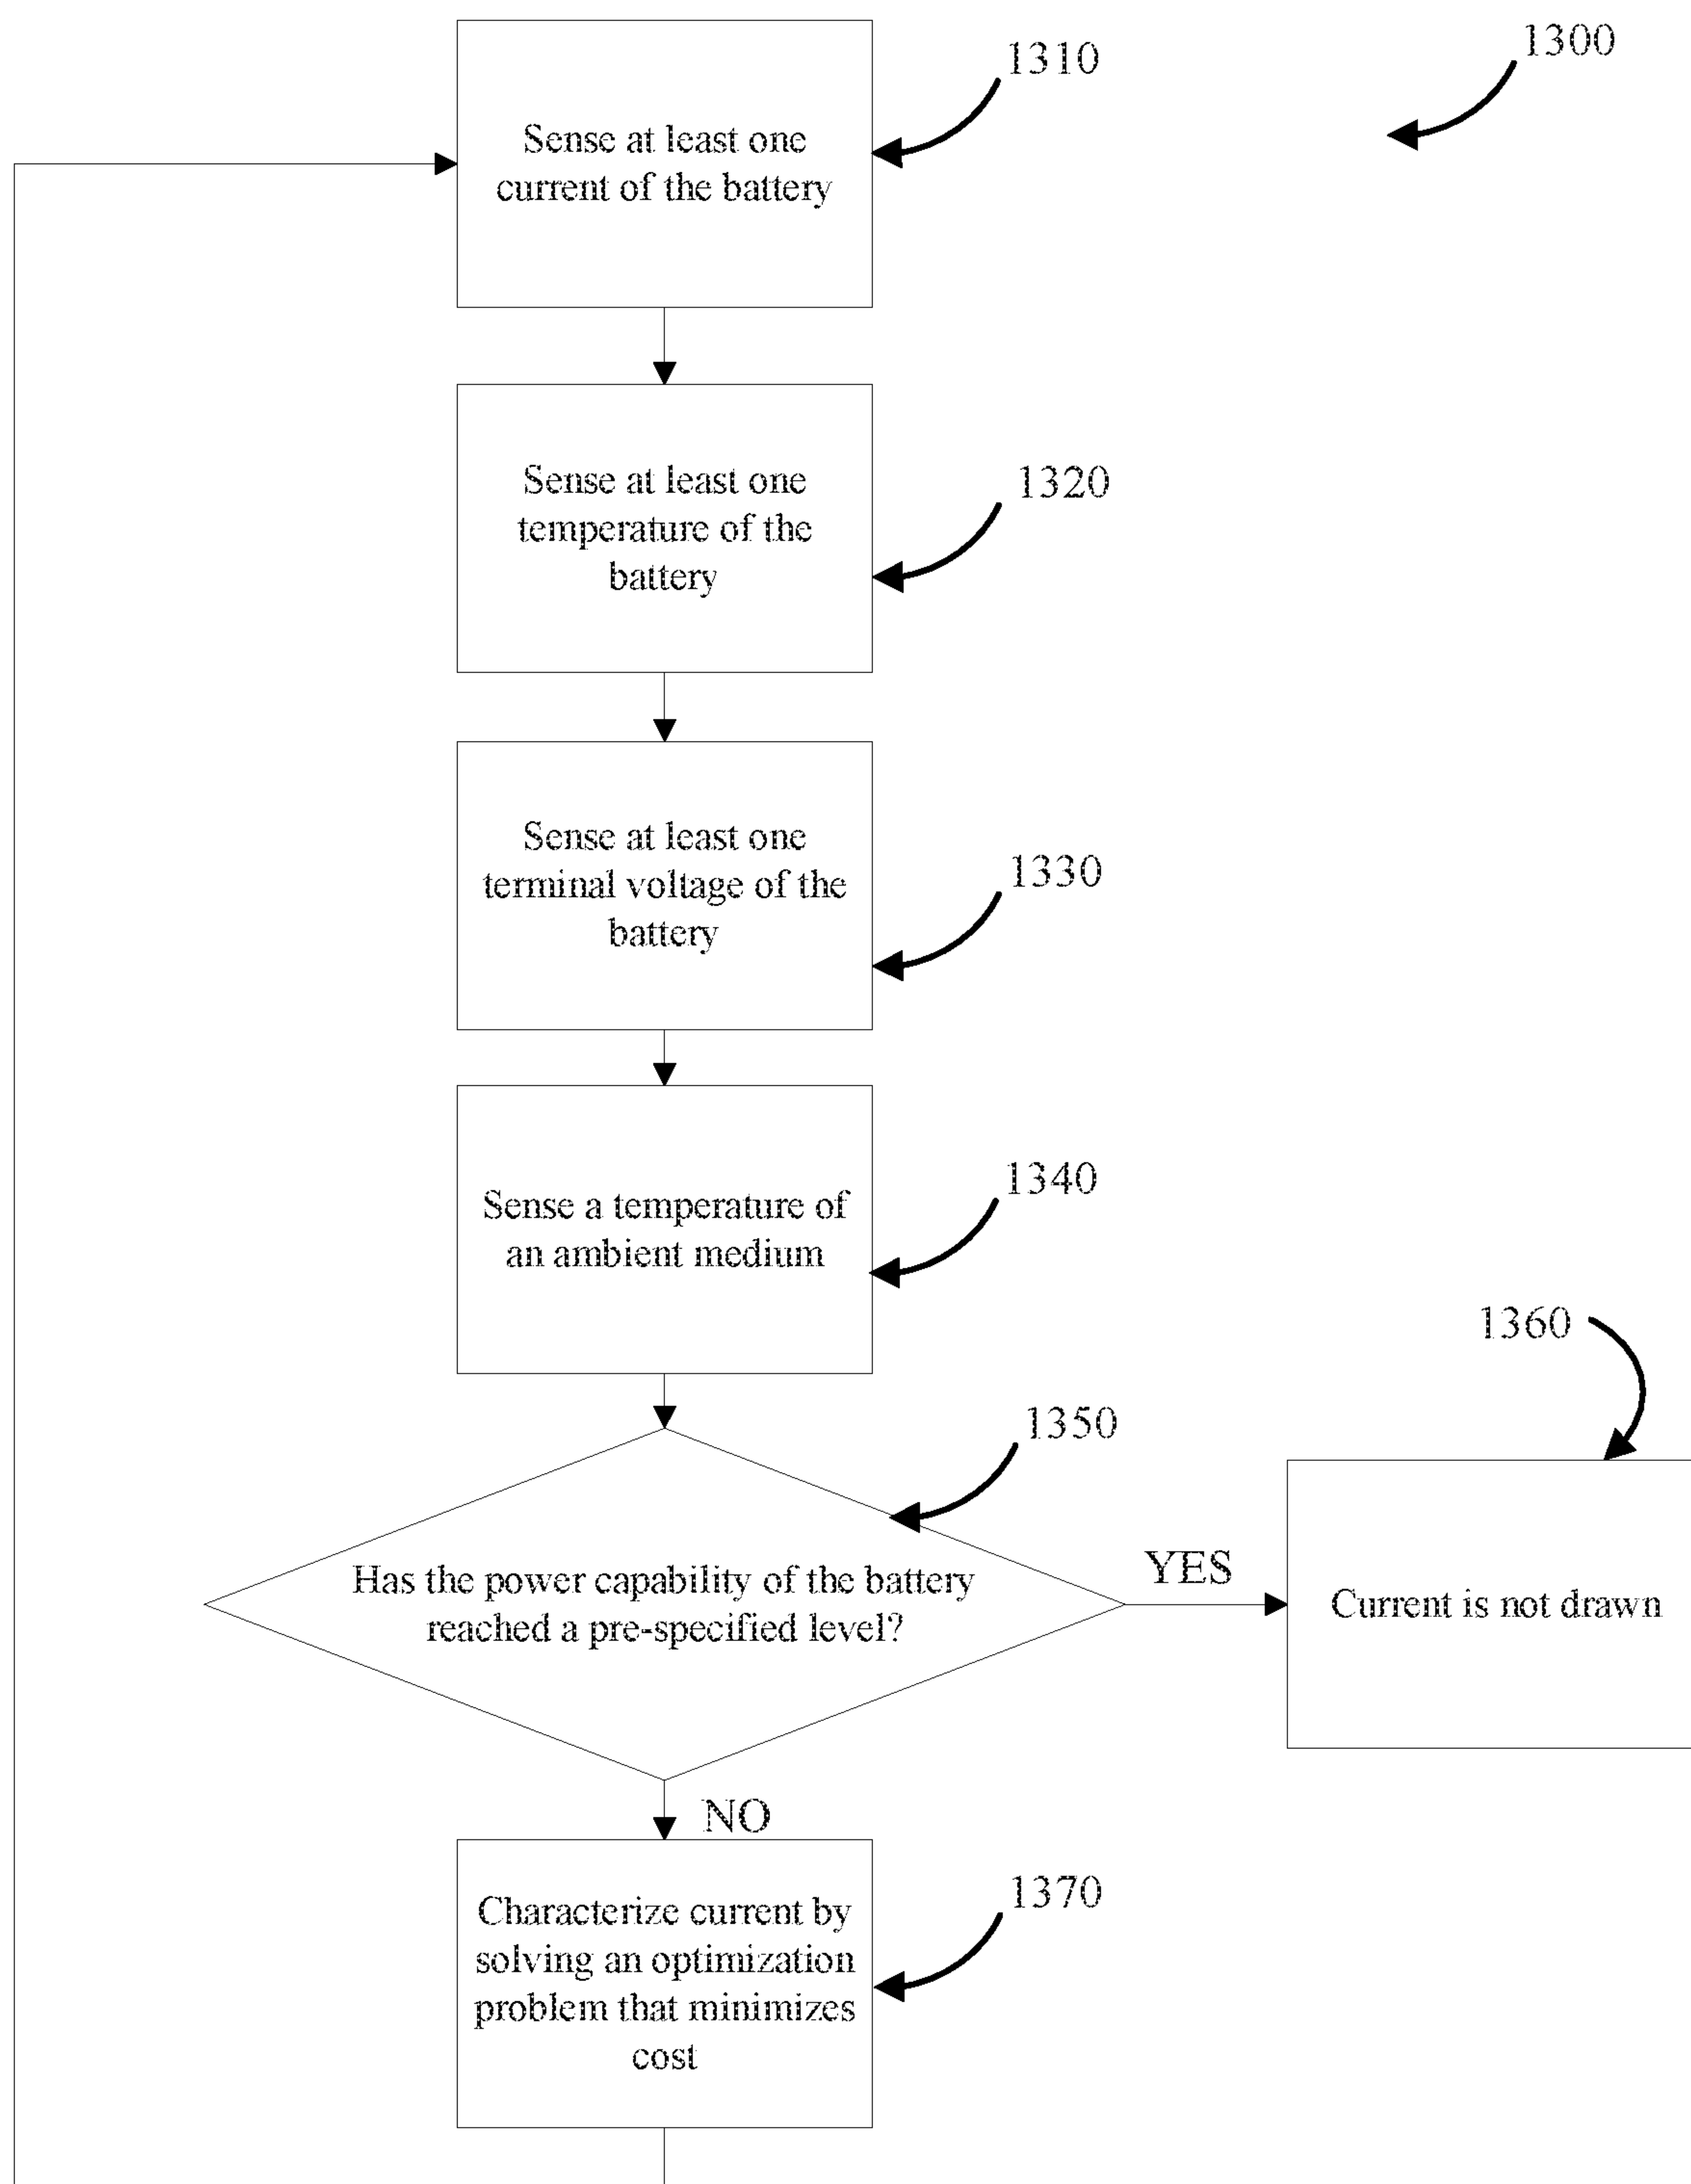 1300
1310
Sense at least one
current of the battery
1320
Sense at least one
temperature of the
battery
1330
Sense at least one
terminal voltage of the
battery
1340
Sense a temperature of
an ambient medium
1350
Has the power capability of the battery
reached a pre-specified level?
YES
1360
Current is not drawn
NO
1370
Characterize current by
solving an optimization
problem that minimizes
cost